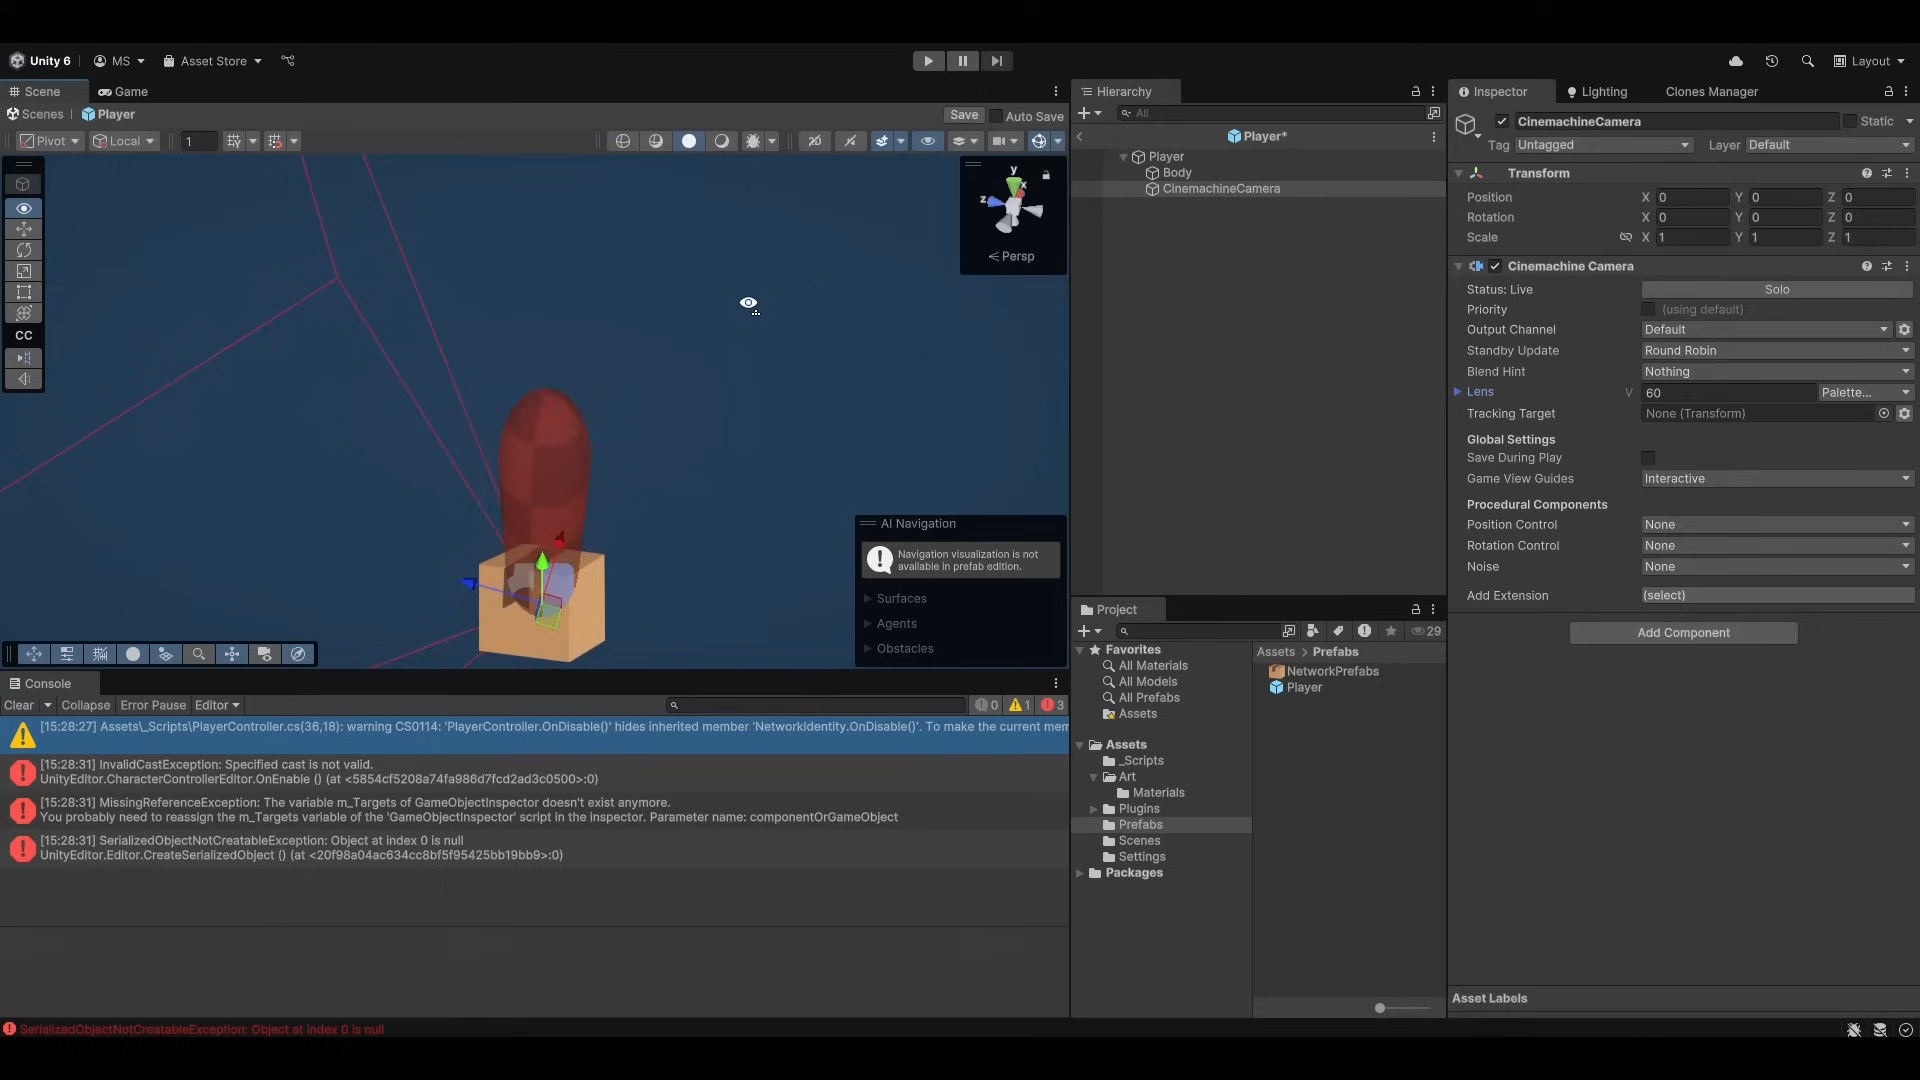 Unity 6
MS
Asset Store
Layout
Scene
Game
Scenes
Player
Save
Auto Save
Pivot
Local
1
2D
y
x
z
Persp
CC
AI Navigation
Navigation visualization is not
available in prefab edition.
Surfaces
Agents
Obstacles
Hierarchy
All
Player*
Player
Body
CinemachineCamera
Inspector
Lighting
Clones Manager
CinemachineCamera
Static
Tag Untagged
Layer Default
Transform
Position X 0 Y 0 Z 0
Rotation X 0 Y 0 Z 0
Scale X 1 Y 1 Z 1
Cinemachine Camera
Status: Live Solo
Priority (using default)
Output Channel Default
Standby Update Round Robin
Blend Hint Nothing
Lens V 60 Palette...
Tracking Target None (Transform)
Global Settings
Save During Play
Game View Guides Interactive
Procedural Components
Position Control None
Rotation Control None
Noise None
Add Extension (select)
Add Component
Asset Labels
Project
29
Favorites
All Materials
All Models
All Prefabs
Assets
Assets
_Scripts
Art
Materials
Plugins
Prefabs
Scenes
Settings
Packages
Assets > Prefabs
NetworkPrefabs
Player
Console
Clear
Collapse
Error Pause
Editor
0
1
3
[15:28:27] Assets\_Scripts\PlayerController.cs(36,18): warning CS0114: 'PlayerController.OnDisable()' hides inherited member 'NetworkIdentity.OnDisable()'. To make the current mem
[15:28:31] InvalidCastException: Specified cast is not valid.
UnityEditor.CharacterControllerEditor.OnEnable () (at <5854cf5208a74fa986d7fcd2ad3c0500>:0)
[15:28:31] MissingReferenceException: The variable m_Targets of GameObjectInspector doesn't exist anymore.
You probably need to reassign the m_Targets variable of the 'GameObjectInspector' script in the inspector. Parameter name: componentOrGameObject
[15:28:31] SerializedObjectNotCreatableException: Object at index 0 is null
UnityEditor.Editor.CreateSerializedObject () (at <20f98a04ac634cc8bf5f95425bb19bb9>:0)
SerializedObjectNotCreatableException: Object at index 0 is null